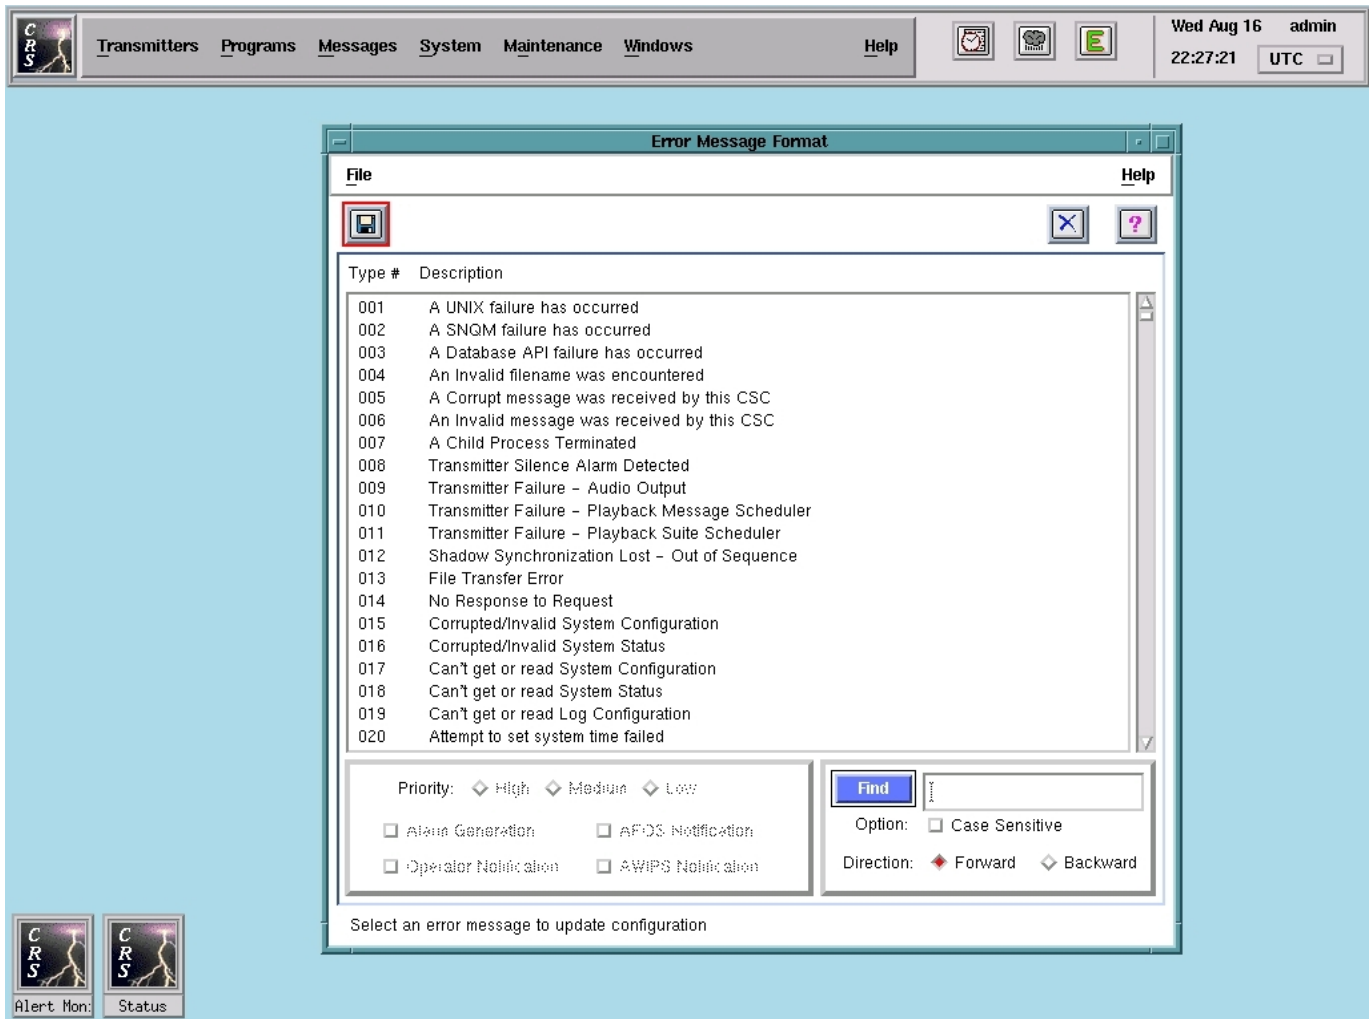 CRS
Transmitters Programs Messages System Maintenance Windows Help
E
Wed Aug 16 admin
22:27:21 UTC
Error Message Format
File Help
?
Type # Description
001 A UNIX failure has occurred
002 A SNQM failure has occurred
003 A Database API failure has occurred
004 An Invalid filename was encountered
005 A Corrupt message was received by this CSC
006 An Invalid message was received by this CSC
007 A Child Process Terminated
008 Transmitter Silence Alarm Detected
009 Transmitter Failure – Audio Output
010 Transmitter Failure – Playback Message Scheduler
011 Transmitter Failure – Playback Suite Scheduler
012 Shadow Synchronization Lost – Out of Sequence
013 File Transfer Error
014 No Response to Request
015 Corrupted/Invalid System Configuration
016 Corrupted/Invalid System Status
017 Can't get or read System Configuration
018 Can't get or read System Status
019 Can't get or read Log Configuration
020 Attempt to set system time failed
Priority: High Medium Low
Alarm Generation AFOS Notification
Operator Notification AWIPS Notification
Find
Option: Case Sensitive
Direction: Forward Backward
Select an error message to update configuration
CRS
Alert Mon:
CRS
Status